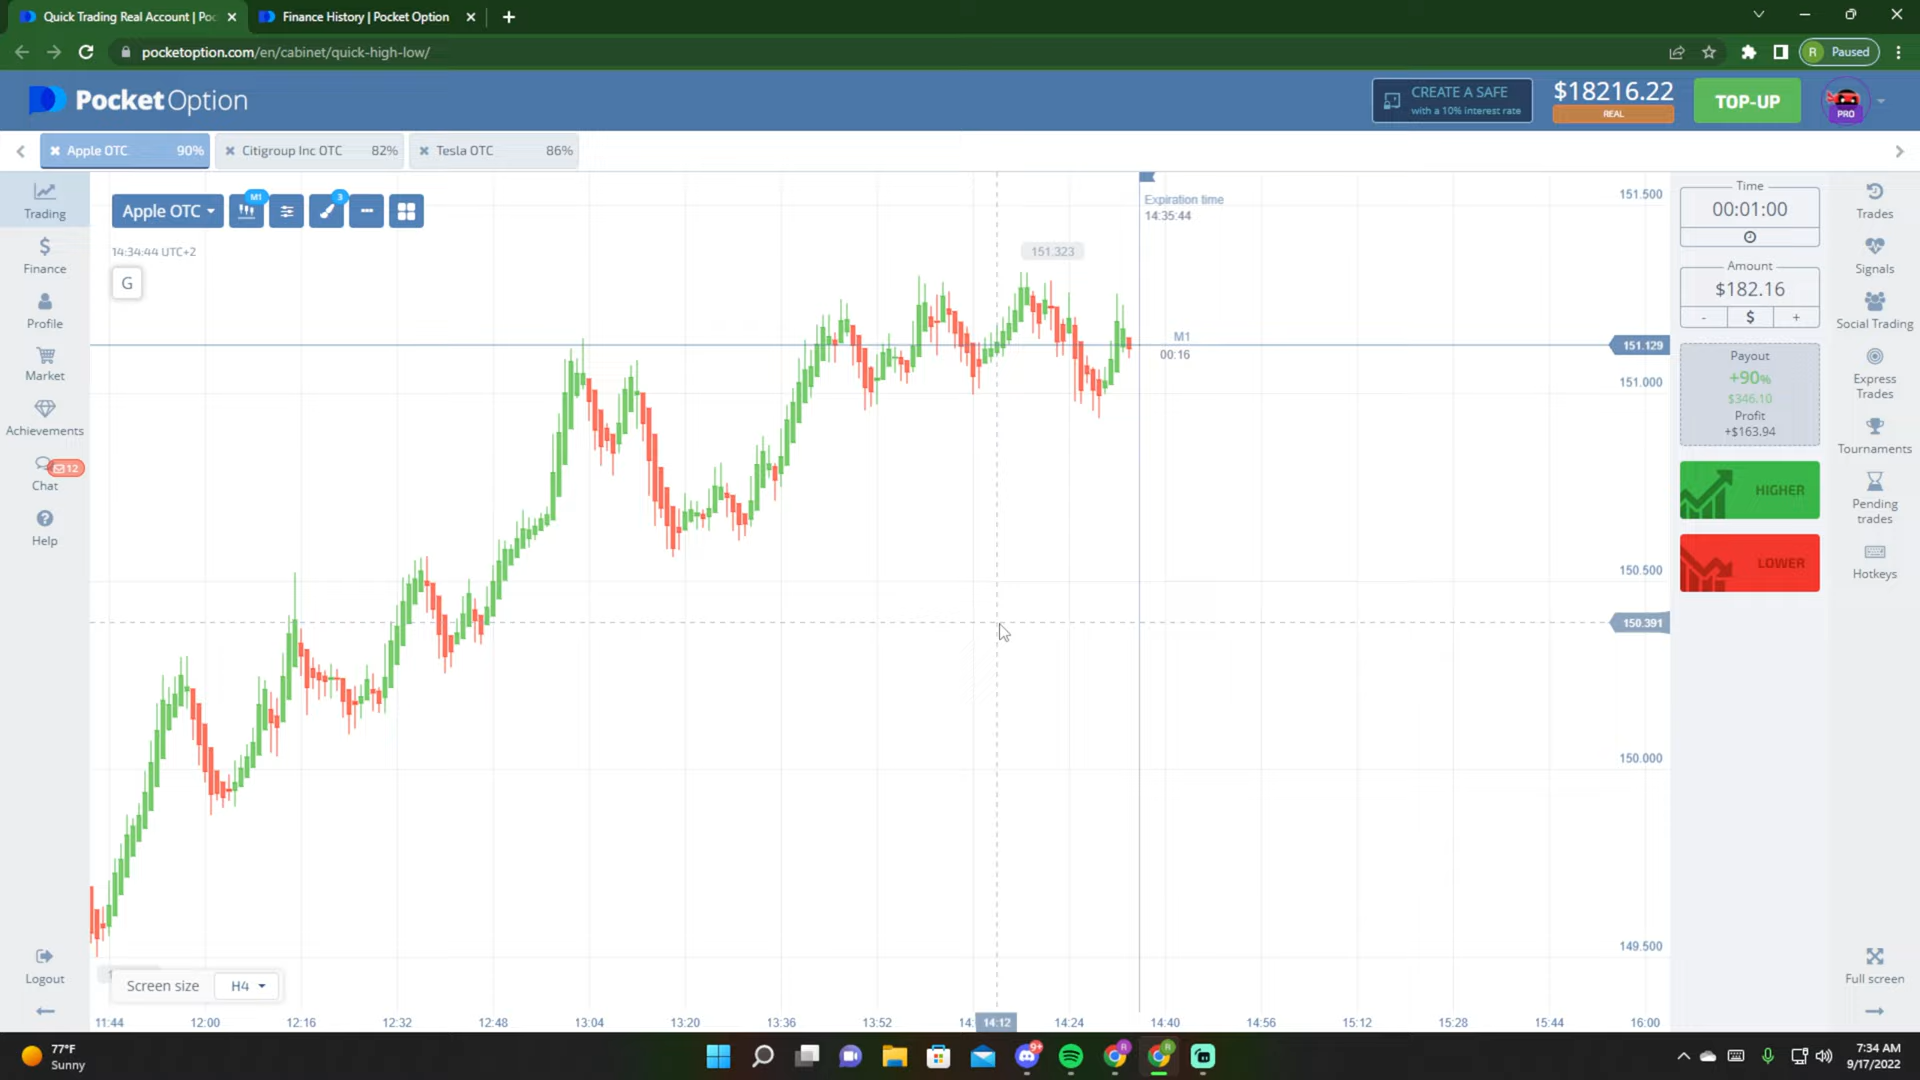 Quick Trading Real Account | Po
Finance History | Pocket Option
pocketoption.com/en/cabinet/quick-high-low/
R Paused
PocketOption
CREATE A SAFE
with a 10% interest rate
$18216.22
REAL
TOP-UP
PRO
Apple OTC 90%
Citigroup Inc OTC 82%
Tesla OTC 86%
Trading
Finance
Profile
Market
Achievements
12
Chat
Help
Logout
Apple OTC
M1
3
14:34:44 UTC+2
G
151.323
Expiration time
14:35:44
M1
00:16
151.500
151.129
151.000
150.500
150.391
150.000
149.500
Time
00:01:00
Amount
$182.16
- $ +
Payout
+90%
$346.10
Profit
+$163.94
HIGHER
LOWER
Trades
Signals
Social Trading
Express
Trades
Tournaments
Pending
trades
Hotkeys
Full screen
Screen size H4
11:44 12:00 12:16 12:32 12:48 13:04 13:20 13:36 13:52 14: 14:12 14:24 14:40 14:56 15:12 15:28 15:44 16:00
77°F
Sunny
9+
R
R
7:34 AM
9/17/2022